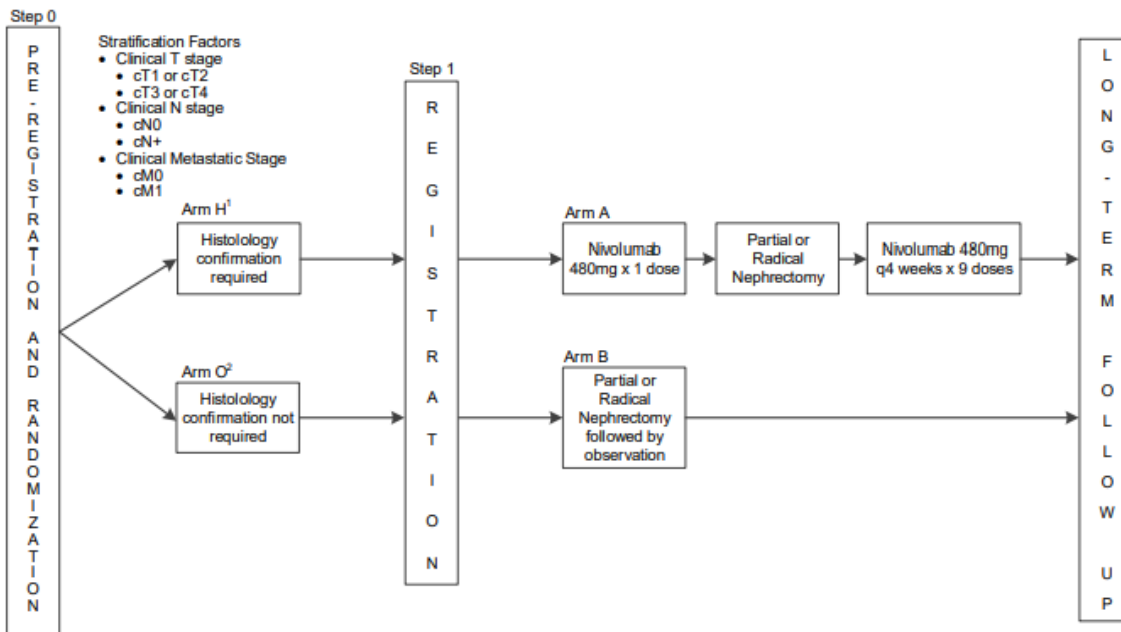 Step 0
PRE-REGISTRATION AND RANDOMIZATION
Stratification Factors
• Clinical T stage
• cT1 or cT2
• cT3 or cT4
• Clinical N stage
• cN0
• cN+
• Clinical Metastatic Stage
• cM0
• cM1
Arm H1
Histolology
confirmation
required
Arm O2
Histolology
confirmation not
required
Step 1
REGISTRATION
Arm A
Nivolumab
480mg x 1 dose
Partial or
Radical
Nephrectomy
Nivolumab 480mg
q4 weeks x 9 doses
Arm B
Partial or
Radical
Nephrectomy
followed by
observation
LONG-TERM FOLLOW UP